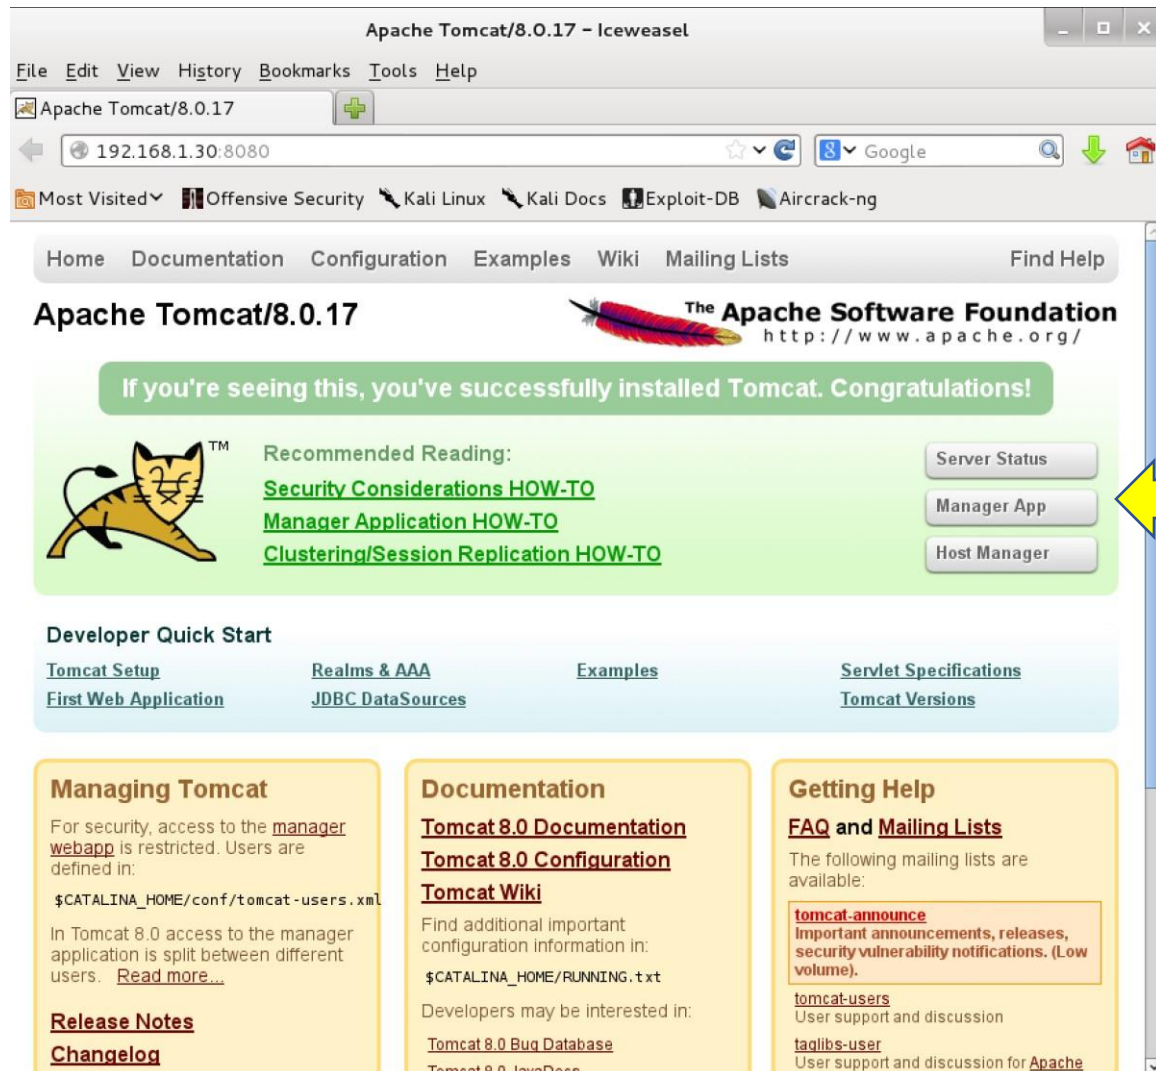 Apache Tomcat/8.0.17 - Iceweasel
File Edit View History Bookmarks Tools Help
Apache Tomcat/8.0.17
192.168.1.30:8080
Google
Most Visited Offensive Security Kali Linux Kali Docs Exploit-DB Aircrack-ng
Home Documentation Configuration Examples Wiki Mailing Lists Find Help
Apache Tomcat/8.0.17
The Apache Software Foundation
http://www.apache.org/
If you're seeing this, you've successfully installed Tomcat. Congratulations!
TM
Recommended Reading:
Security Considerations HOW-TO
Manager Application HOW-TO
Clustering/Session Replication HOW-TO
Server Status
Manager App
Host Manager
Developer Quick Start
Tomcat Setup
First Web Application
Realms & AAA
JDBC DataSources
Examples
Servlet Specifications
Tomcat Versions
Managing Tomcat
For security, access to the manager
webapp is restricted. Users are
defined in:
$CATALINA_HOME/conf/tomcat-users.xml
In Tomcat 8.0 access to the manager
application is split between different
users. Read more...
Release Notes
Changelog
Documentation
Tomcat 8.0 Documentation
Tomcat 8.0 Configuration
Tomcat Wiki
Find additional important
configuration information in:
$CATALINA_HOME/RUNNING.txt
Developers may be interested in:
Tomcat 8.0 Bug Database
Tomcat 8.0 JavaDocs
Getting Help
FAQ and Mailing Lists
The following mailing lists are
available:
tomcat-announce
Important announcements, releases,
security vulnerability notifications. (Low
volume).
tomcat-users
User support and discussion
taglibs-user
User support and discussion for Apache